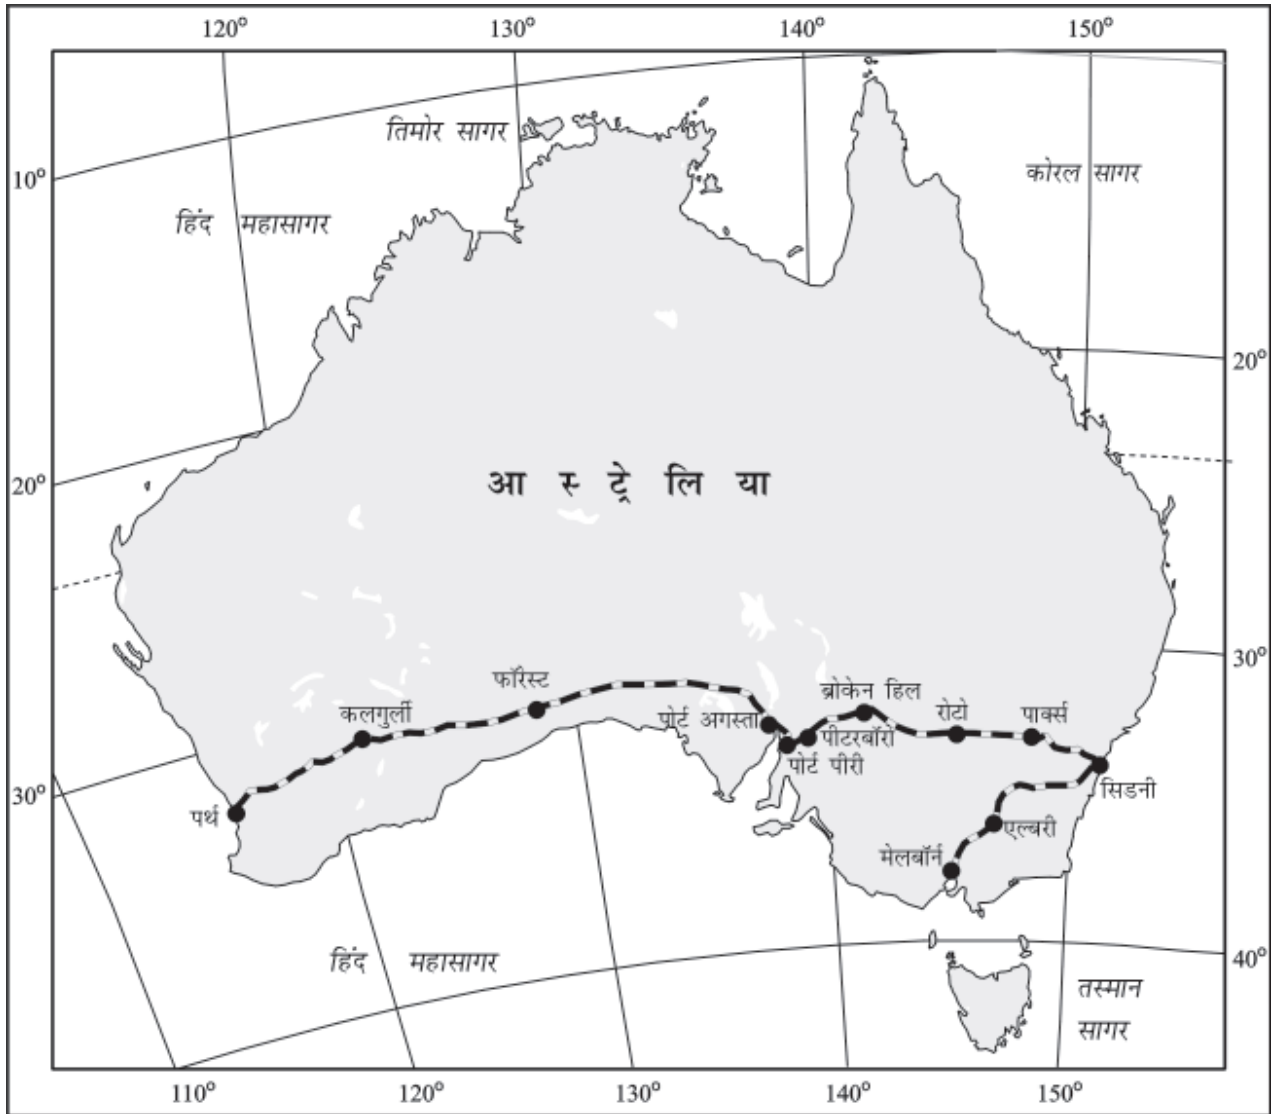 120° 130° 140° 150°
तिमोर सागर
कोरल सागर
10°
हिंद महासागर
20°
आ स्ट्रे लि या
20°
30°
फॉरेस्ट
ब्रोकेन हिल
कलगुर्ली
पोर्ट अगस्ता
रोटो
पार्क्स
पीटरबॉरो
पोर्ट पीरी
30°
सिडनी
पर्थ
एल्बरी
मेलबॉर्न
हिंद महासागर
40°
तस्मान
सागर
110° 120° 130° 140° 150°